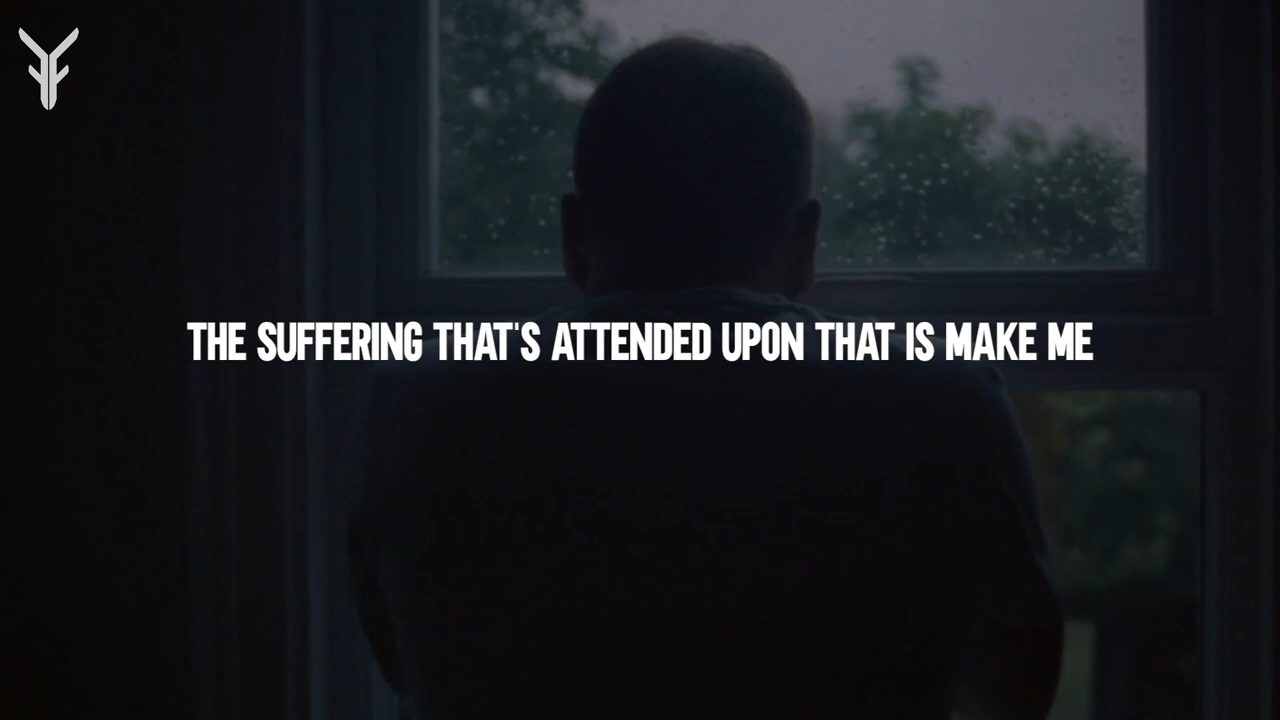 THE SUFFERING THAT'S ATTENDED UPON THAT IS MAKE ME